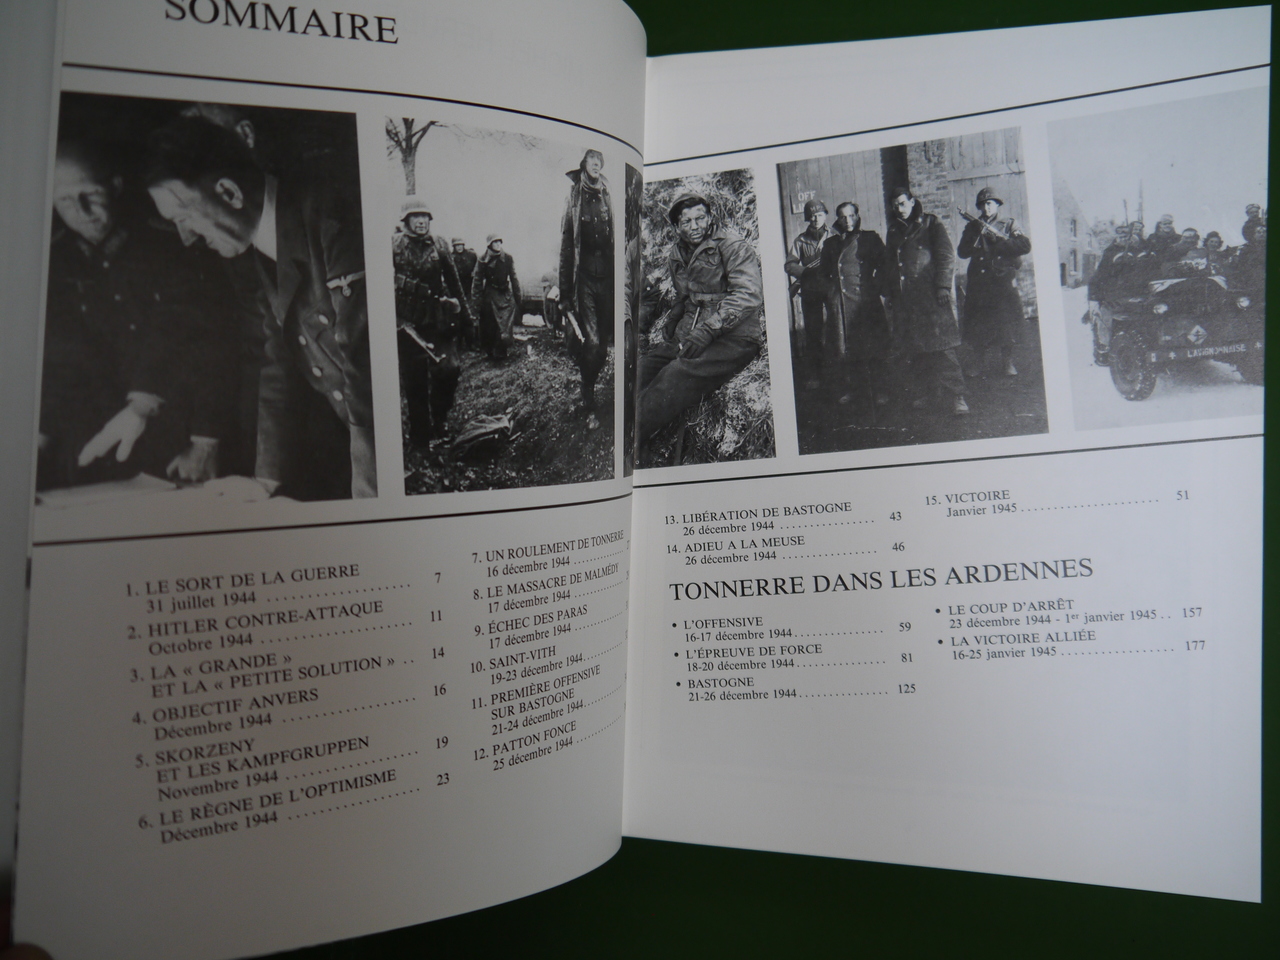 SOMMAIRE
OFF
1. LE SORT DE LA GUERRE
31 juillet 1944 .................. 7
2. HITLER CONTRE-ATTAQUE
Octobre 1944 .................. 11
3. LA « GRANDE »
ET LA « PETITE SOLUTION » .. 14
4. OBJECTIF ANVERS
Décembre 1944 .................. 16
5. SKORZENY
ET LES KAMPFGRUPPEN
Novembre 1944 .................. 19
6. LE RÈGNE DE L'OPTIMISME
Décembre 1944 .................. 23
7. UN ROULEMENT DE TONNERRE
16 décembre 1944 ..........
8. LE MASSACRE DE MALMÉDY
17 décembre 1944 ..........
9. ÉCHEC DES PARAS
17 décembre 1944 ..........
10. SAINT-VITH
19-23 décembre 1944 ........
11. PREMIÈRE OFFENSIVE
SUR BASTOGNE
21-24 décembre 1944 ........
12. PATTON FONCE
25 décembre 1944 ..........
13. LIBÉRATION DE BASTOGNE
26 décembre 1944 .............. 43
14. ADIEU A LA MEUSE
26 décembre 1944 .............. 46
15. VICTOIRE
Janvier 1945 .................... 51
TONNERRE DANS LES ARDENNES
• L'OFFENSIVE
16-17 décembre 1944 ............. 59
• L'ÉPREUVE DE FORCE
18-20 décembre 1944 ............. 81
• BASTOGNE
21-26 décembre 1944 ............. 125
• LE COUP D'ARRÊT
23 décembre 1944 - 1er janvier 1945 .. 157
• LA VICTOIRE ALLIÉE
16-25 janvier 1945 .................. 177